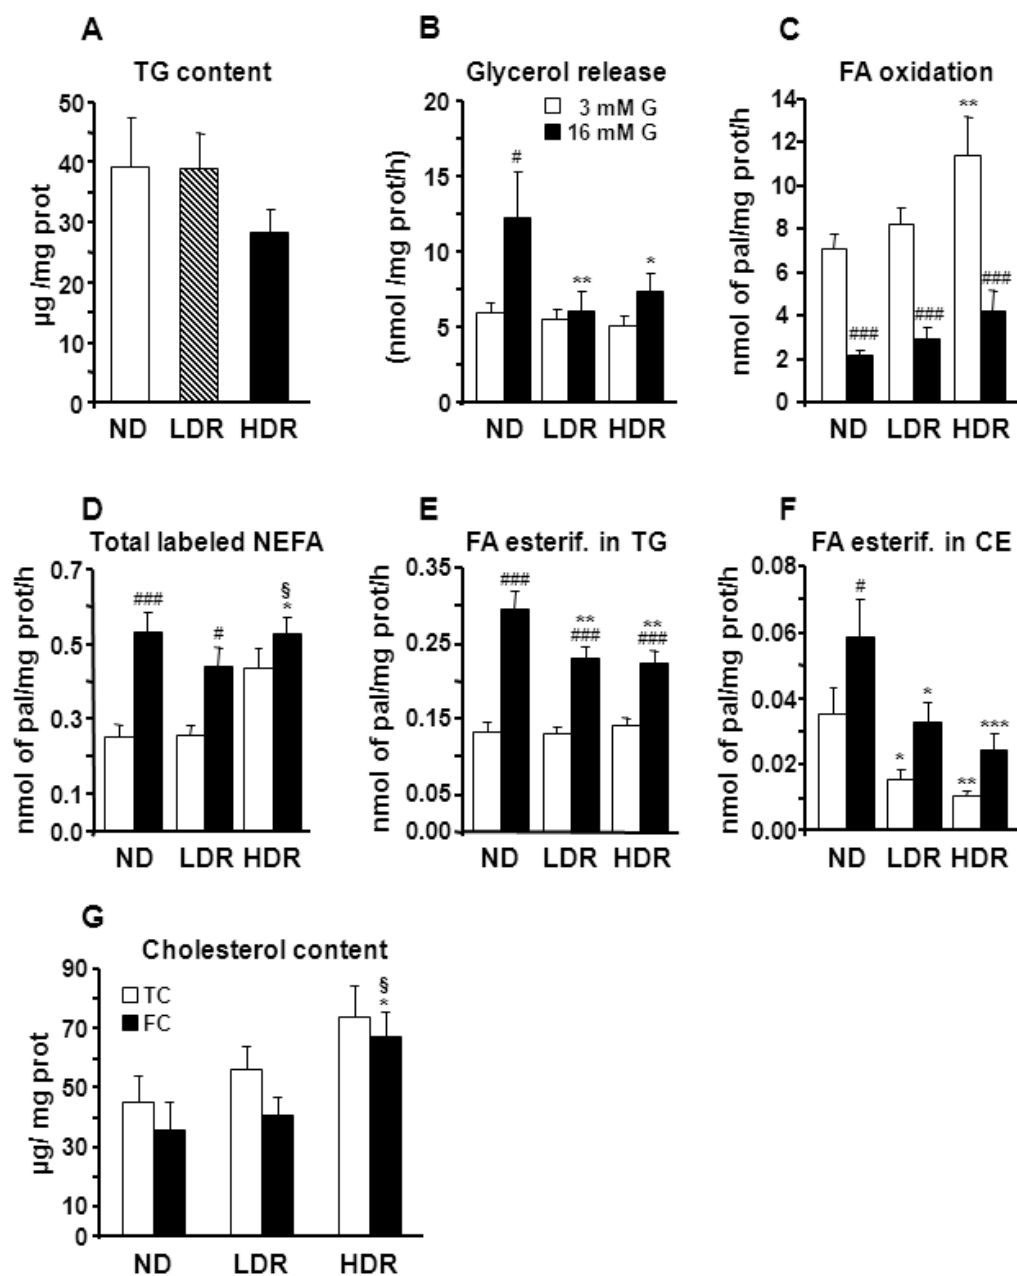 A
TG content
µg /mg prot
50
40
30
20
10
0
ND LDR HDR
B
Glycerol release
(nmol /mg prot/h)
20
15
10
5
0
3 mM G
16 mM G
#
**
*
ND LDR HDR
C
FA oxidation
nmol of pal/mg prot/h
14
12
10
8
6
4
2
0
**
###
###
###
ND LDR HDR
D
Total labeled NEFA
nmol of pal/mg prot/h
0.7
0.5
0.3
0.1
0.0
###
#
§
*
ND LDR HDR
E
FA esterif. in TG
nmol of pal/mg prot/h
0.35
0.25
0.15
0.05
0.00
###
**
###
**
###
ND LDR HDR
F
FA esterif. in CE
nmol of pal/mg prot/h
0.08
0.06
0.04
0.02
0.00
#
*
*
**
***
ND LDR HDR
G
Cholesterol content
µg/ mg prot
90
70
50
30
10
0
TC
FC
§
*
ND LDR HDR